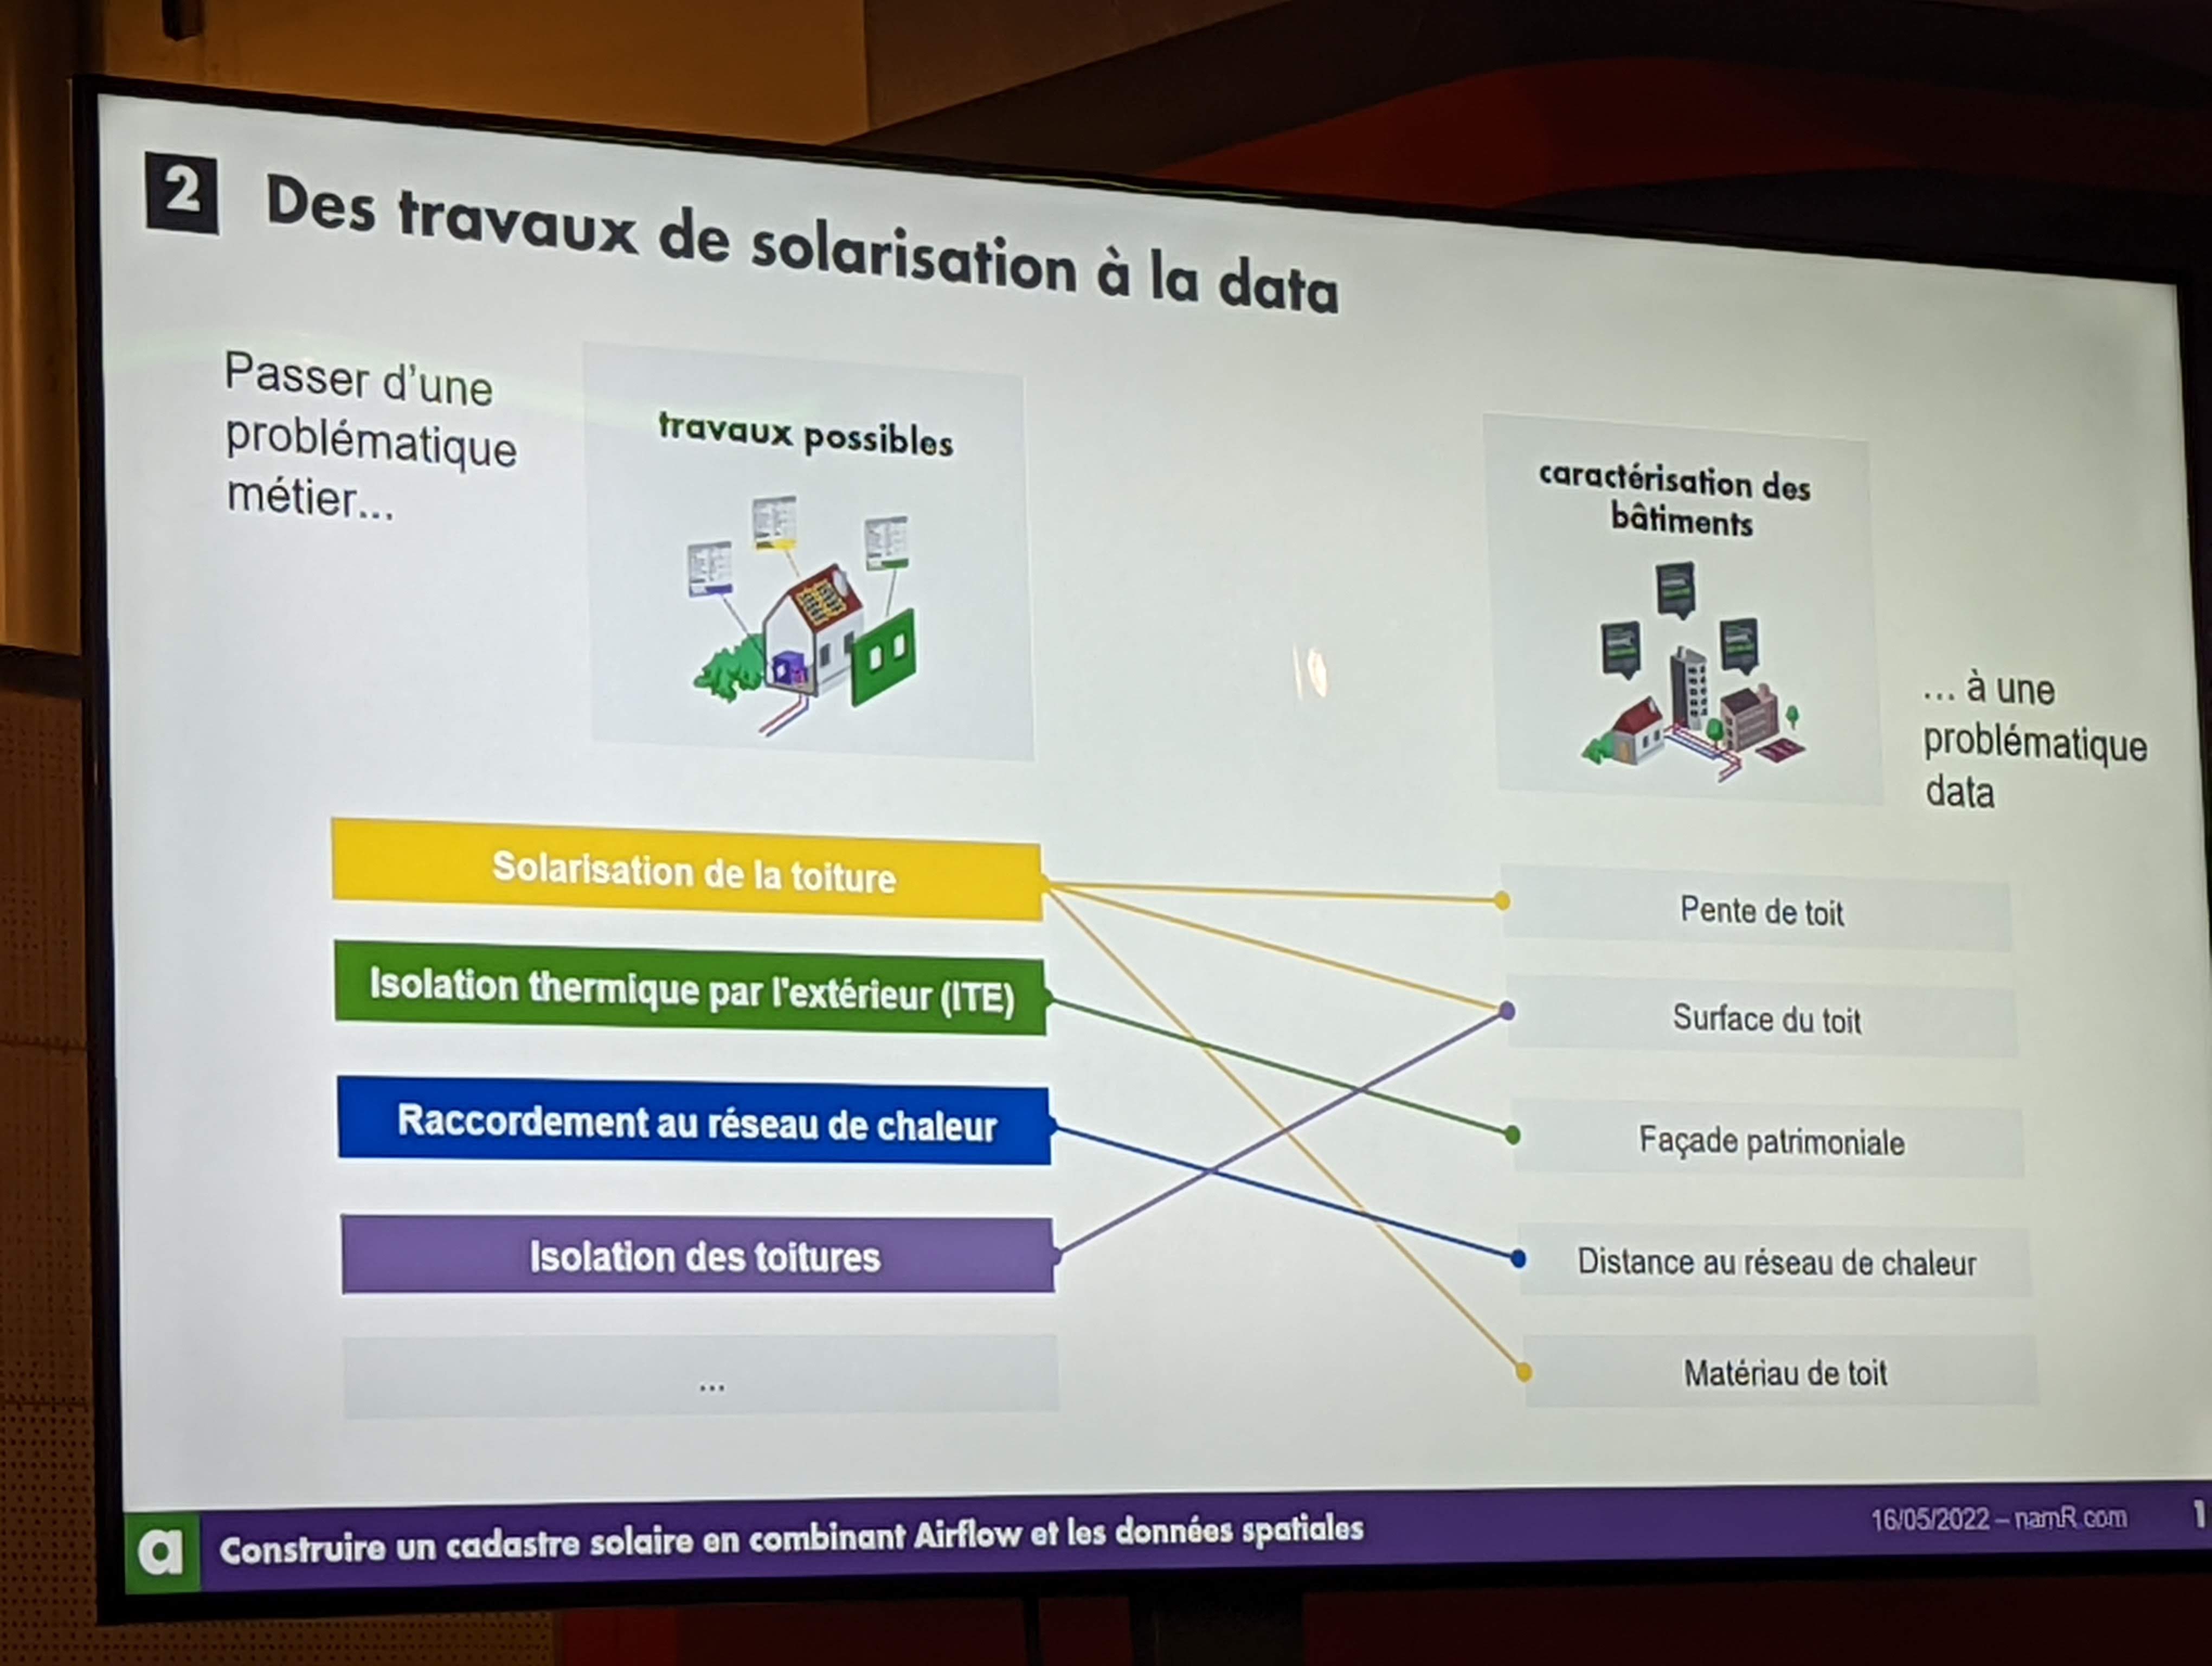 2 Des travaux de solarisation à la data
Passer d'une
problématique
métier...
travaux possibles
caractérisation des
bâtiments
... à une
problématique
data
Solarisation de la toiture
Isolation thermique par l'extérieur (ITE)
Raccordement au réseau de chaleur
Isolation des toitures
...
Pente de toit
Surface du toit
Façade patrimoniale
Distance au réseau de chaleur
Matériau de toit
a Construire un cadastre solaire en combinant Airflow et les données spatiales
16/05/2022 – namR.com